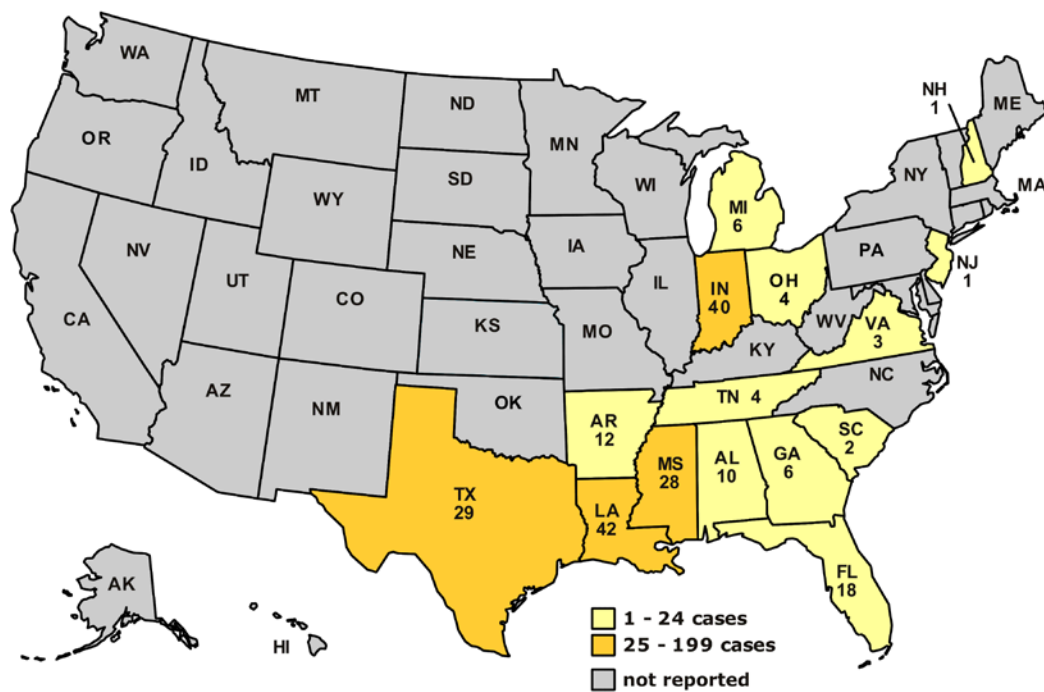 WA
MT
ND
MN
OR
ID
SD
WI
WY
NV
NE
IA
UT
CO
CA
KS
MO
IL
AZ
NM
OK
KY
WV
PA
NY
ME
MA
NC
NH
1
MI
6
NJ
1
IN
40
OH
4
VA
3
TN 4
AR
12
SC
2
MS
28
AL
10
GA
6
TX
29
LA
42
FL
18
AK
HI
1 - 24 cases
25 - 199 cases
not reported